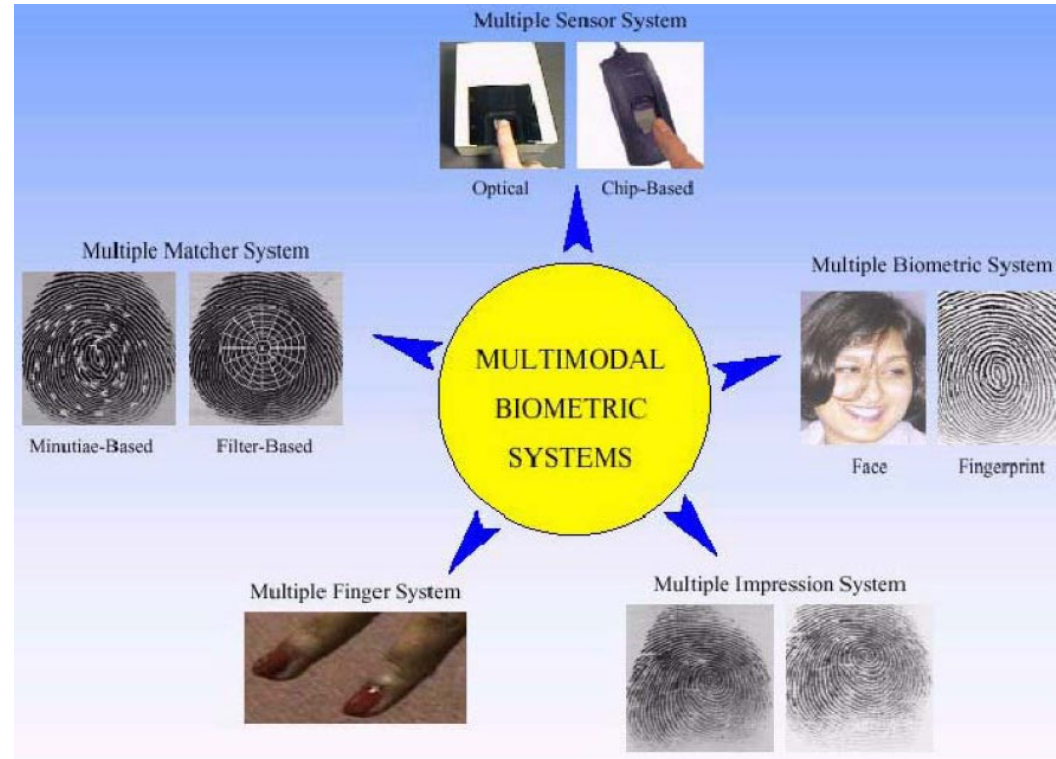 Multiple Sensor System
Optical
Chip-Based
Multiple Matcher System
Minutiae-Based
Filter-Based
Multiple Biometric System
Face
Fingerprint
MULTIMODAL
BIOMETRIC
SYSTEMS
Multiple Finger System
Multiple Impression System